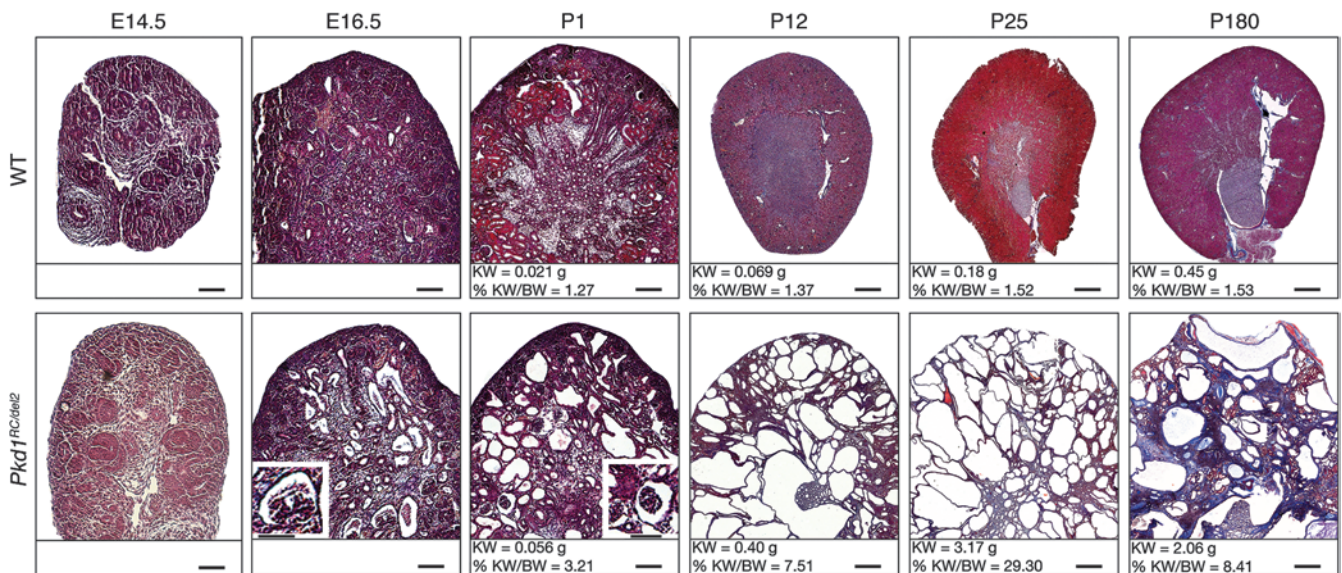 E14.5
E16.5
P1
P12
P25
P180
WT
KW = 0.021 g
% KW/BW = 1.27
KW = 0.069 g
% KW/BW = 1.37
KW = 0.18 g
% KW/BW = 1.52
KW = 0.45 g
% KW/BW = 1.53
Pkd1RC/del2
KW = 0.056 g
% KW/BW = 3.21
KW = 0.40 g
% KW/BW = 7.51
KW = 3.17 g
% KW/BW = 29.30
KW = 2.06 g
% KW/BW = 8.41